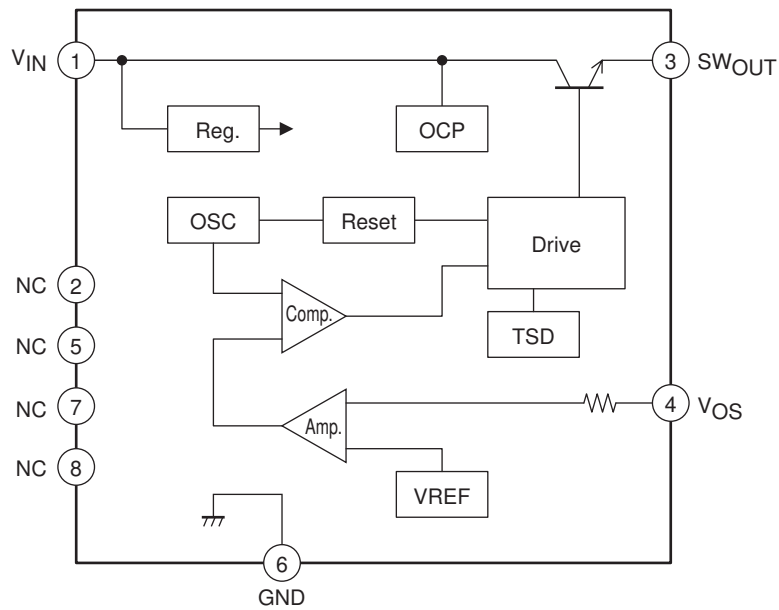 VIN 1 3 SWOUT
Reg. OCP
OSC Reset Drive
NC 2
Comp.
TSD
NC 5
NC 7 4 VOS
Amp.
NC 8
VREF
6
GND